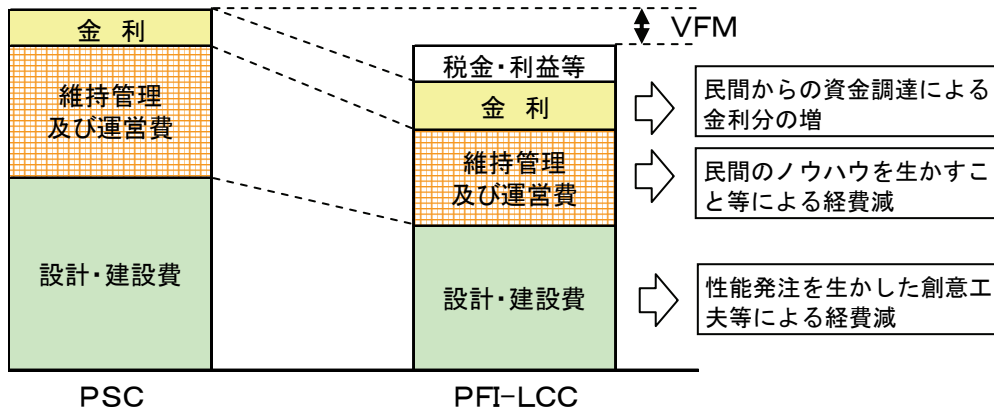 金 利
維持管理
及び運営費
設計・建設費
PSC
税金・利益等
金 利
維持管理
及び運営費
設計・建設費
PFI-LCC
VFM
民間からの資金調達による
金利分の増
民間のノウハウを生かすこ
と等による経費減
性能発注を生かした創意工
夫等による経費減